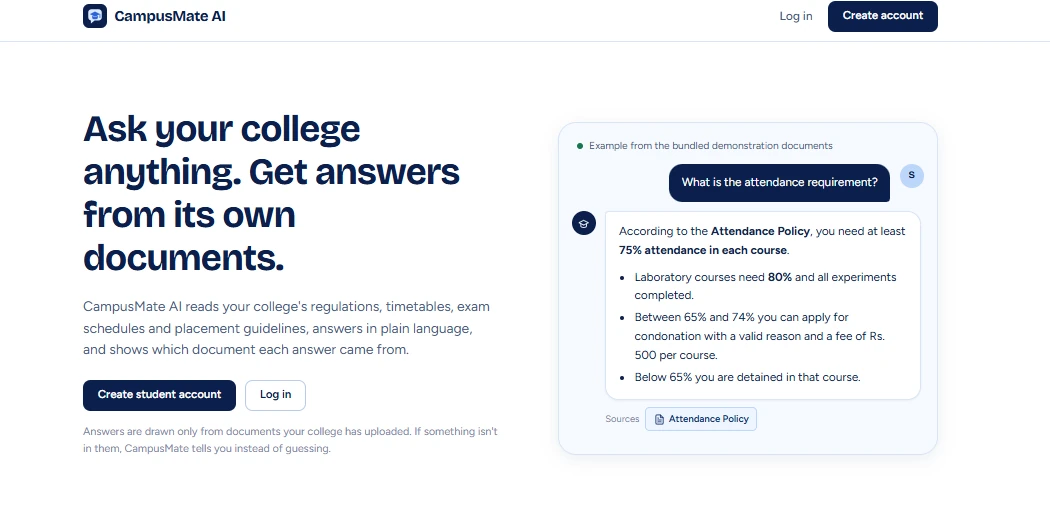 CampusMate AI
Log in
Create account
Ask your college
anything. Get answers
from its own
documents.
CampusMate AI reads your college's regulations, timetables, exam
schedules and placement guidelines, answers in plain language,
and shows which document each answer came from.
Create student account
Log in
Answers are drawn only from documents your college has uploaded. If something isn't
in them, CampusMate tells you instead of guessing.
Example from the bundled demonstration documents
What is the attendance requirement?
S
According to the Attendance Policy, you need at least
75% attendance in each course.
• Laboratory courses need 80% and all experiments
completed.
• Between 65% and 74% you can apply for
condonation with a valid reason and a fee of Rs.
500 per course.
• Below 65% you are detained in that course.
Sources
Attendance Policy